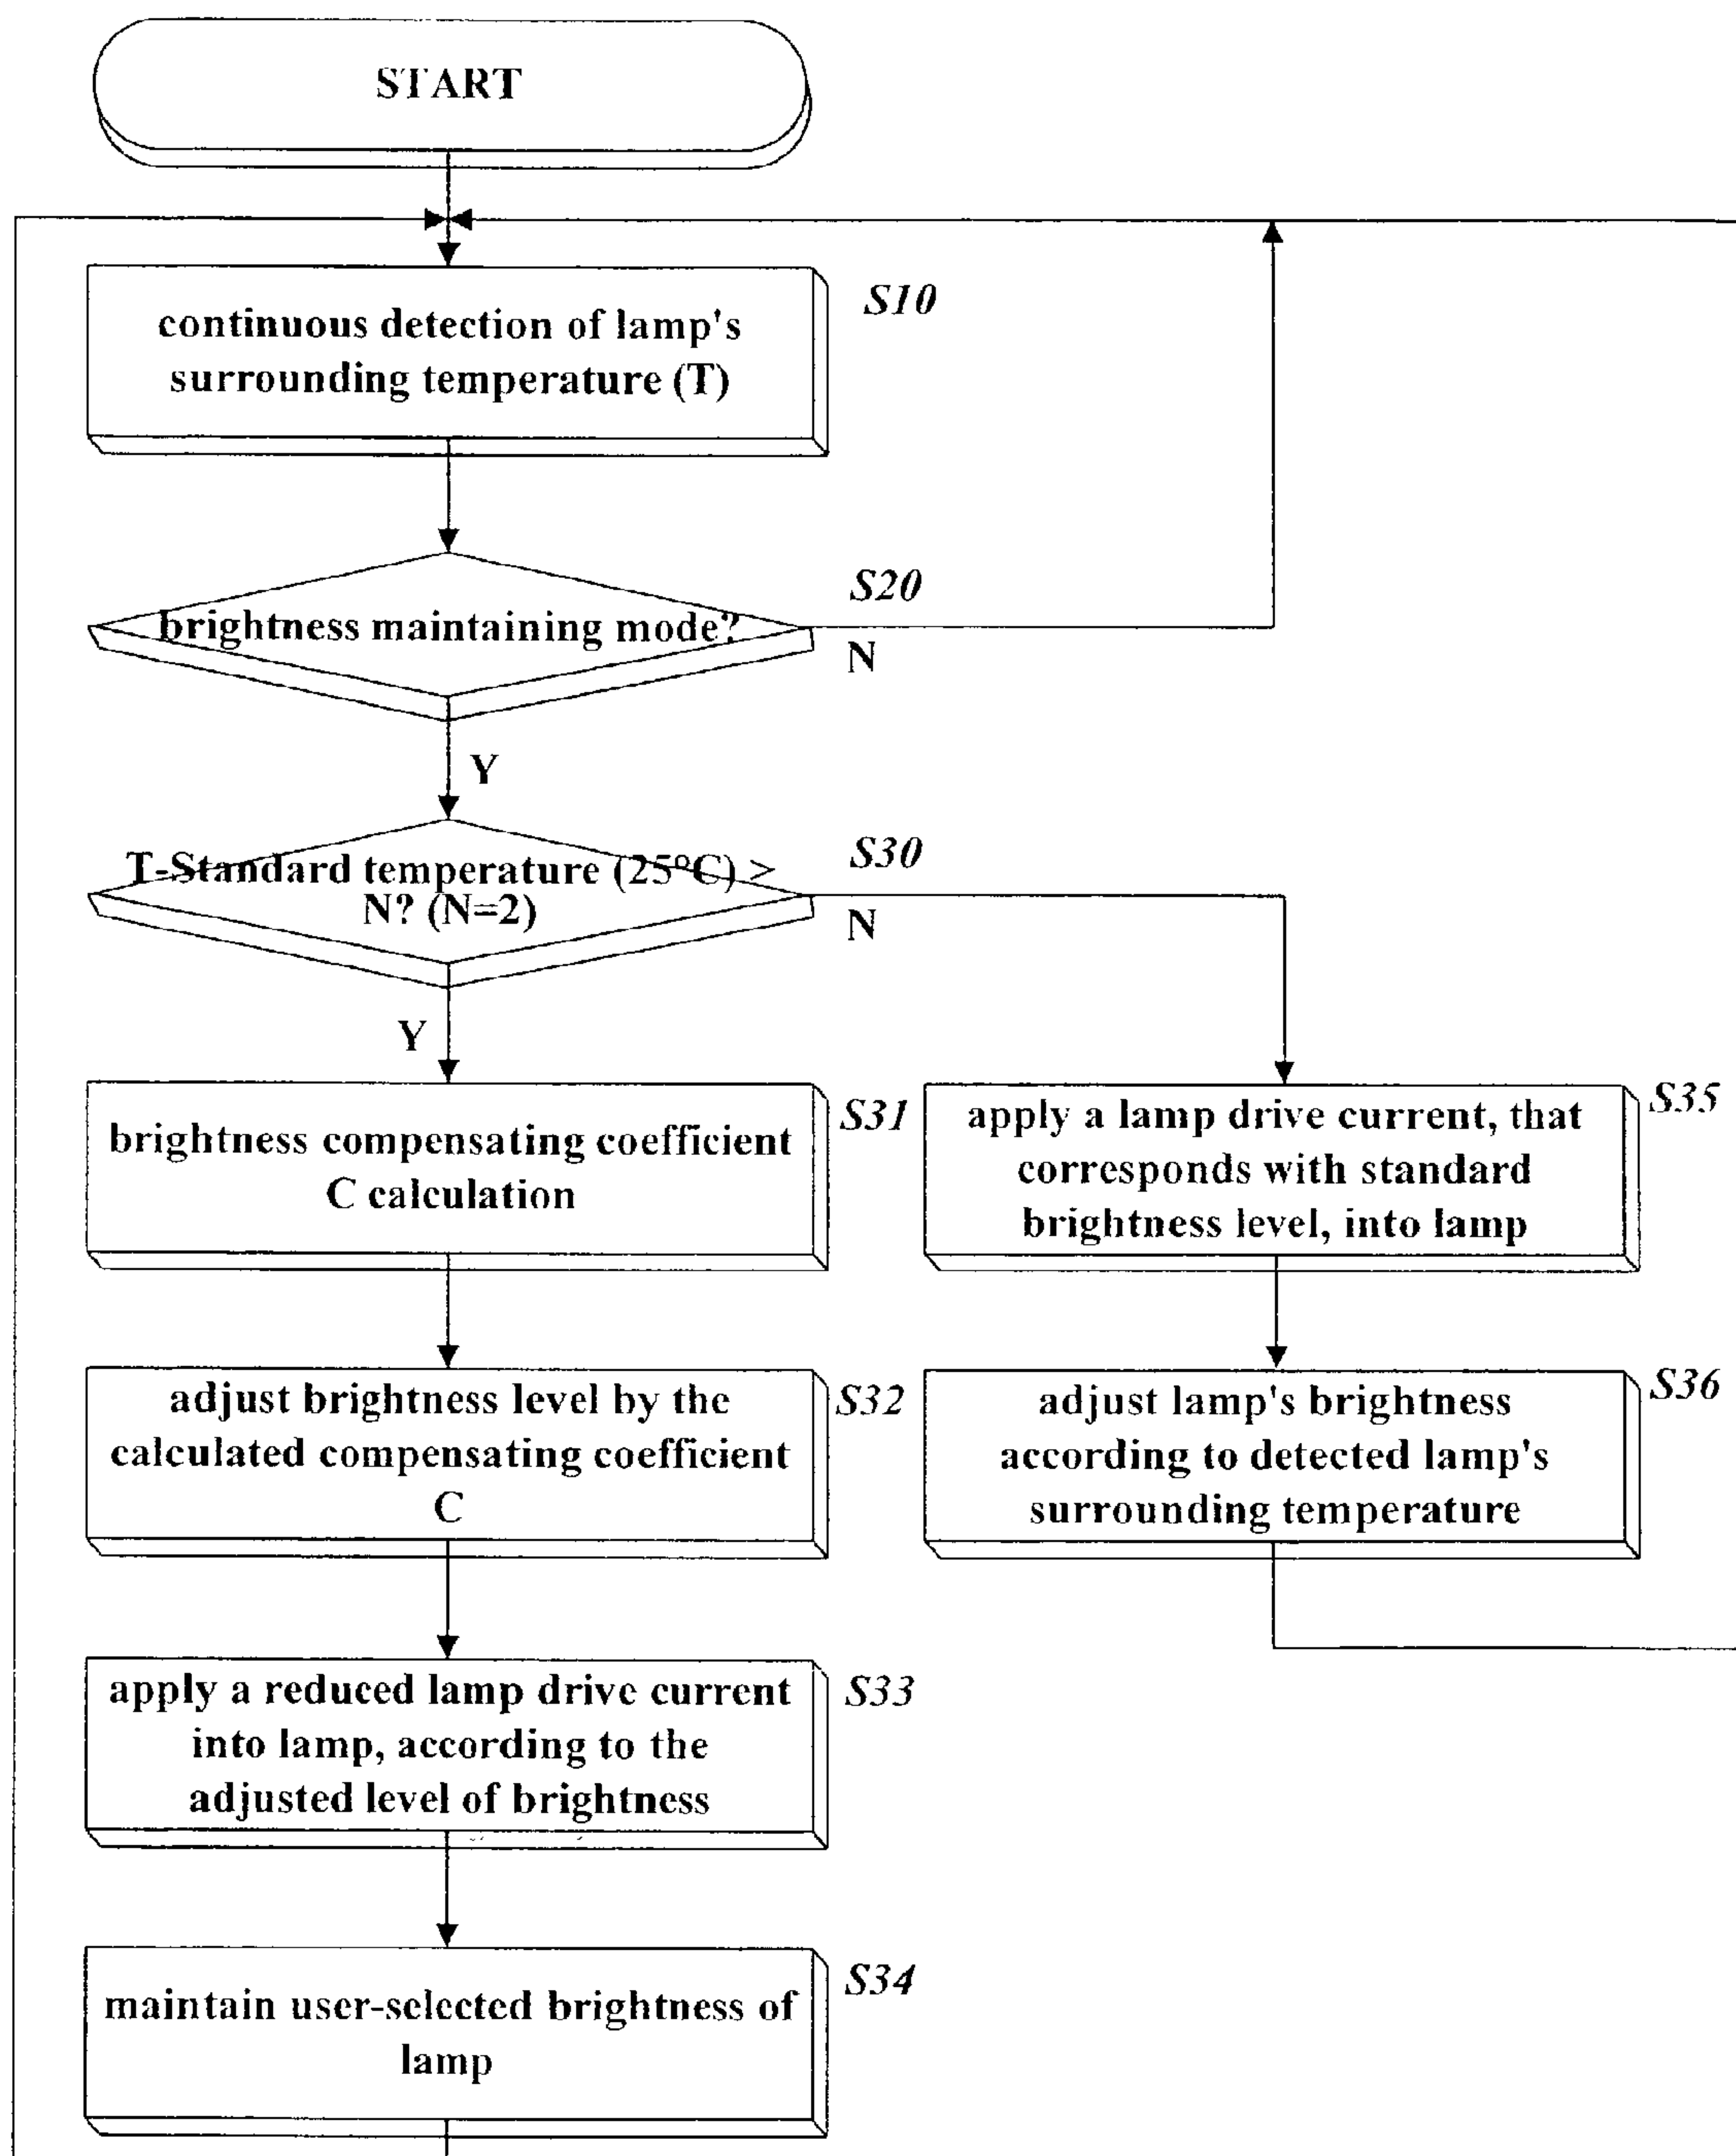 START
S10
continuous detection of lamp's
surrounding temperature (T)
S20
brightness maintaining mode?
N
Y
T-Standard temperature (25°C) >
N? (N=2)
S30
N
Y
S31
brightness compensating coefficient
C calculation
S35
apply a lamp drive current, that
corresponds with standard
brightness level, into lamp
S32
adjust brightness level by the
calculated compensating coefficient
C
S36
adjust lamp's brightness
according to detected lamp's
surrounding temperature
S33
apply a reduced lamp drive current
into lamp, according to the
adjusted level of brightness
S34
maintain user-selected brightness of
lamp